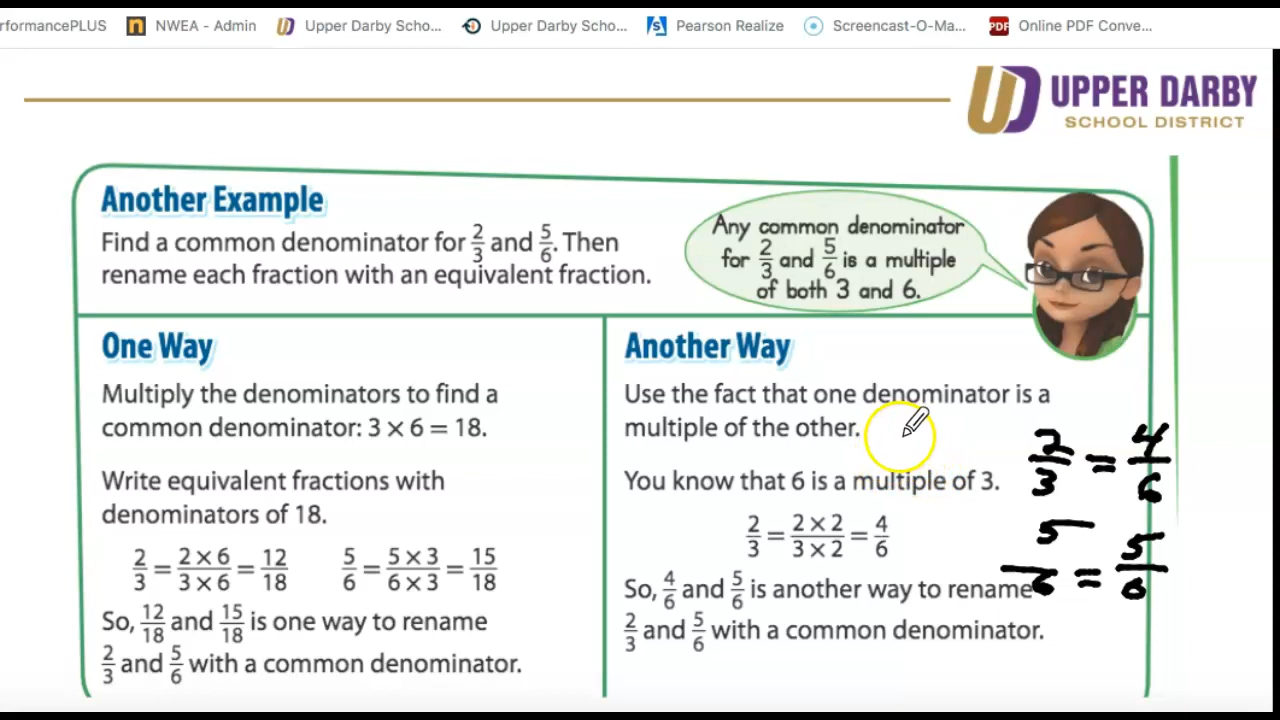 rformancePLUS NWEA - Admin Upper Darby Scho... Upper Darby Scho... Pearson Realize Screencast-O-Ma... PDF Online PDF Conve...
UPPER DARBY
SCHOOL DISTRICT
Another Example
Find a common denominator for 2/3 and 5/6. Then
rename each fraction with an equivalent fraction.
Any common denominator
for 2/3 and 5/6 is a multiple
of both 3 and 6.
One Way
Multiply the denominators to find a
common denominator: 3 × 6 = 18.
Write equivalent fractions with
denominators of 18.
2/3 = 2 × 6/3 × 6 = 12/18 5/6 = 5 × 3/6 × 3 = 15/18
So, 12/18 and 15/18 is one way to rename
2/3 and 5/6 with a common denominator.
Another Way
Use the fact that one denominator is a
multiple of the other.
You know that 6 is a multiple of 3.
2/3 = 2 × 2/3 × 2 = 4/6
So, 4/6 and 5/6 is another way to rename
2/3 and 5/6 with a common denominator.
2/3 = 4/6
5/6 = 5/6